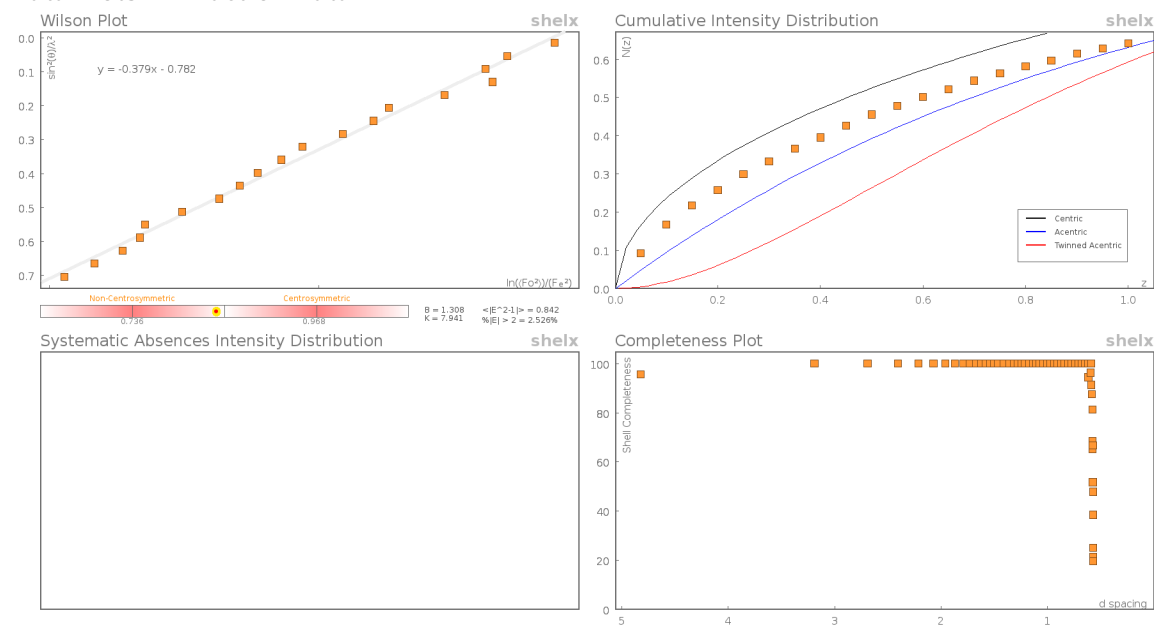 Wilson Plot
shelx
0.0
0.1
0.2
0.3
0.4
0.5
0.6
0.7
sin²(θ)/λ²
y = -0.379x - 0.782
ln(⟨Fo²⟩)/(Fₑ²)
Non-Centrosymmetric
Centrosymmetric
0.736
0.968
B = 1.308
K = 7.941
<|E^2-1|> = 0.842
%|E| > 2 = 2.526%
Cumulative Intensity Distribution
shelx
N(z)
0.6
0.5
0.4
0.3
0.2
0.1
0.0
Centric
Acentric
Twinned Acentric
z
0.0
0.2
0.4
0.6
0.8
1.0
Systematic Absences Intensity Distribution
shelx
Completeness Plot
shelx
Shell Completeness
100
80
60
40
20
0
d spacing
5
4
3
2
1